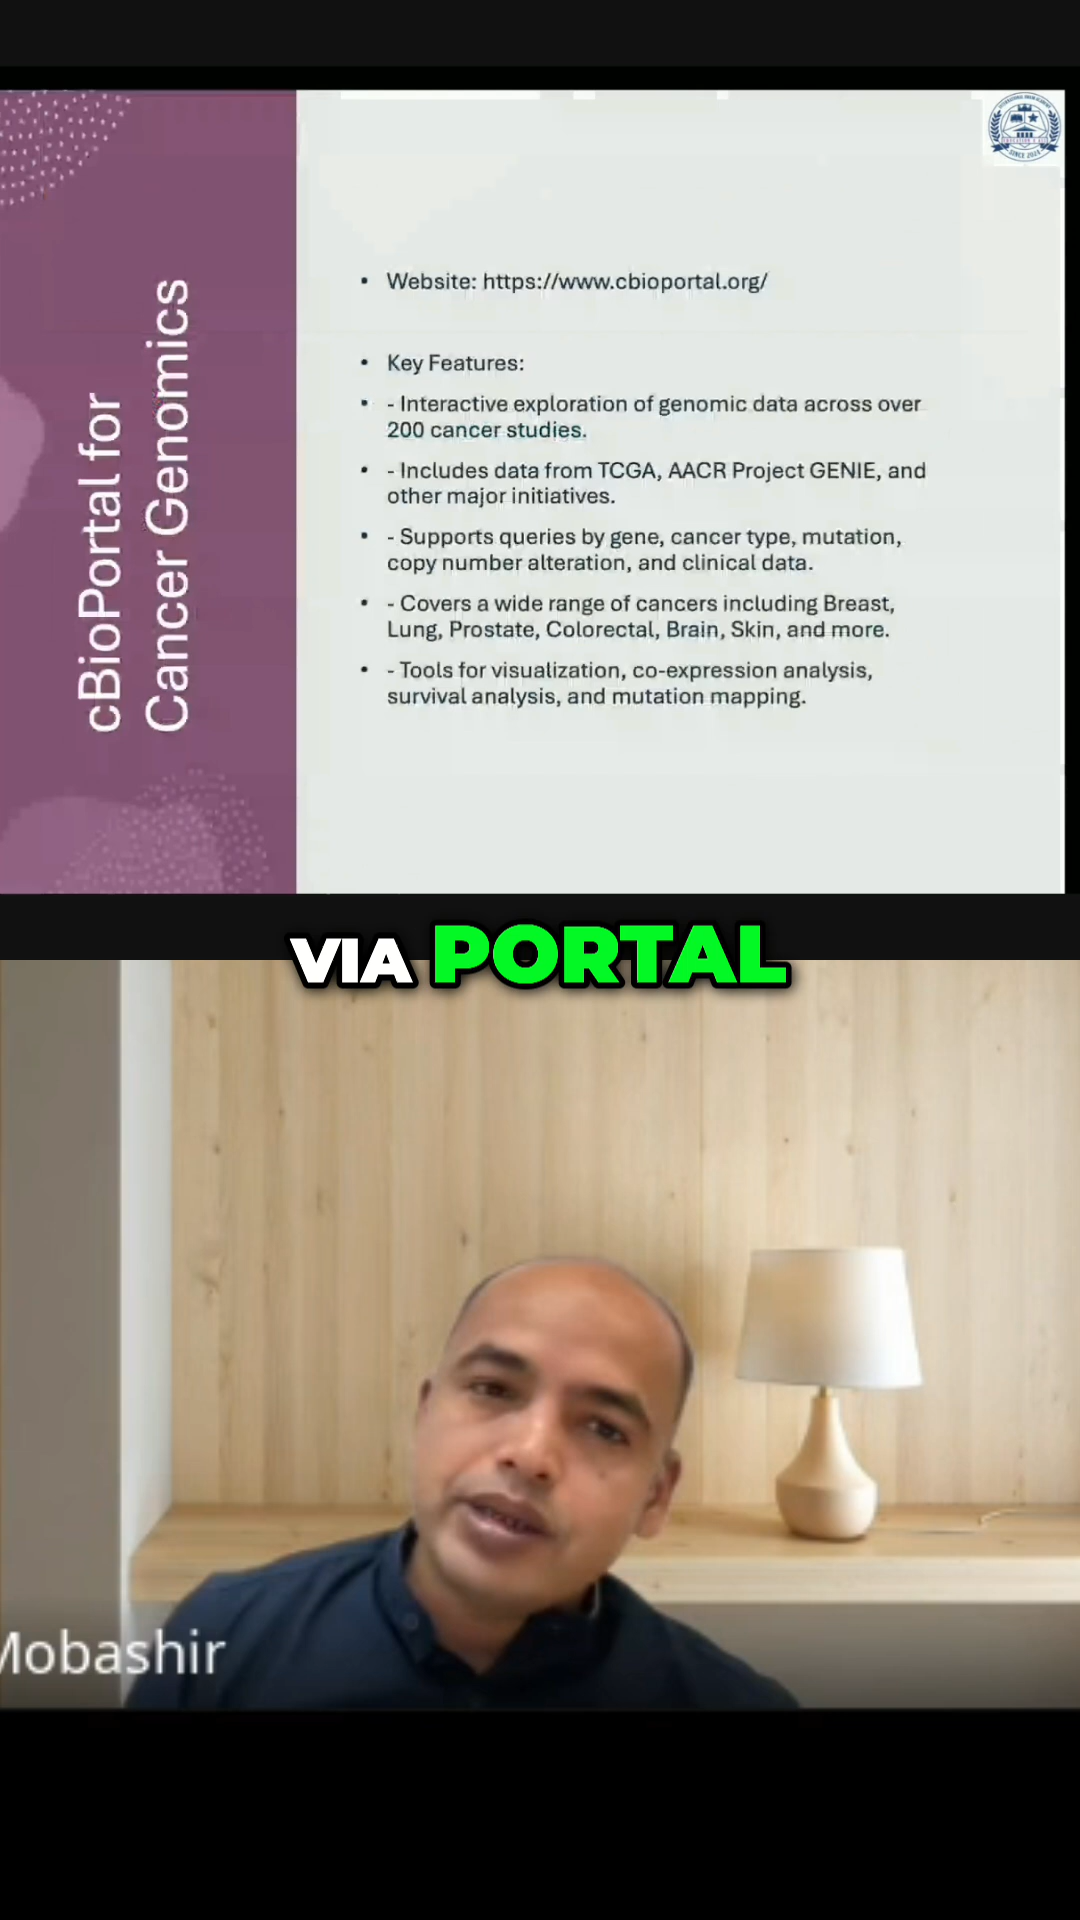 cBioPortal for
Cancer Genomics
• Website: https://www.cbioportal.org/
• Key Features:
• - Interactive exploration of genomic data across over
200 cancer studies.
• - Includes data from TCGA, AACR Project GENIE, and
other major initiatives.
• - Supports queries by gene, cancer type, mutation,
copy number alteration, and clinical data.
• - Covers a wide range of cancers including Breast,
Lung, Prostate, Colorectal, Brain, Skin, and more.
• - Tools for visualization, co-expression analysis,
survival analysis, and mutation mapping.
VIA PORTAL
Mobashir